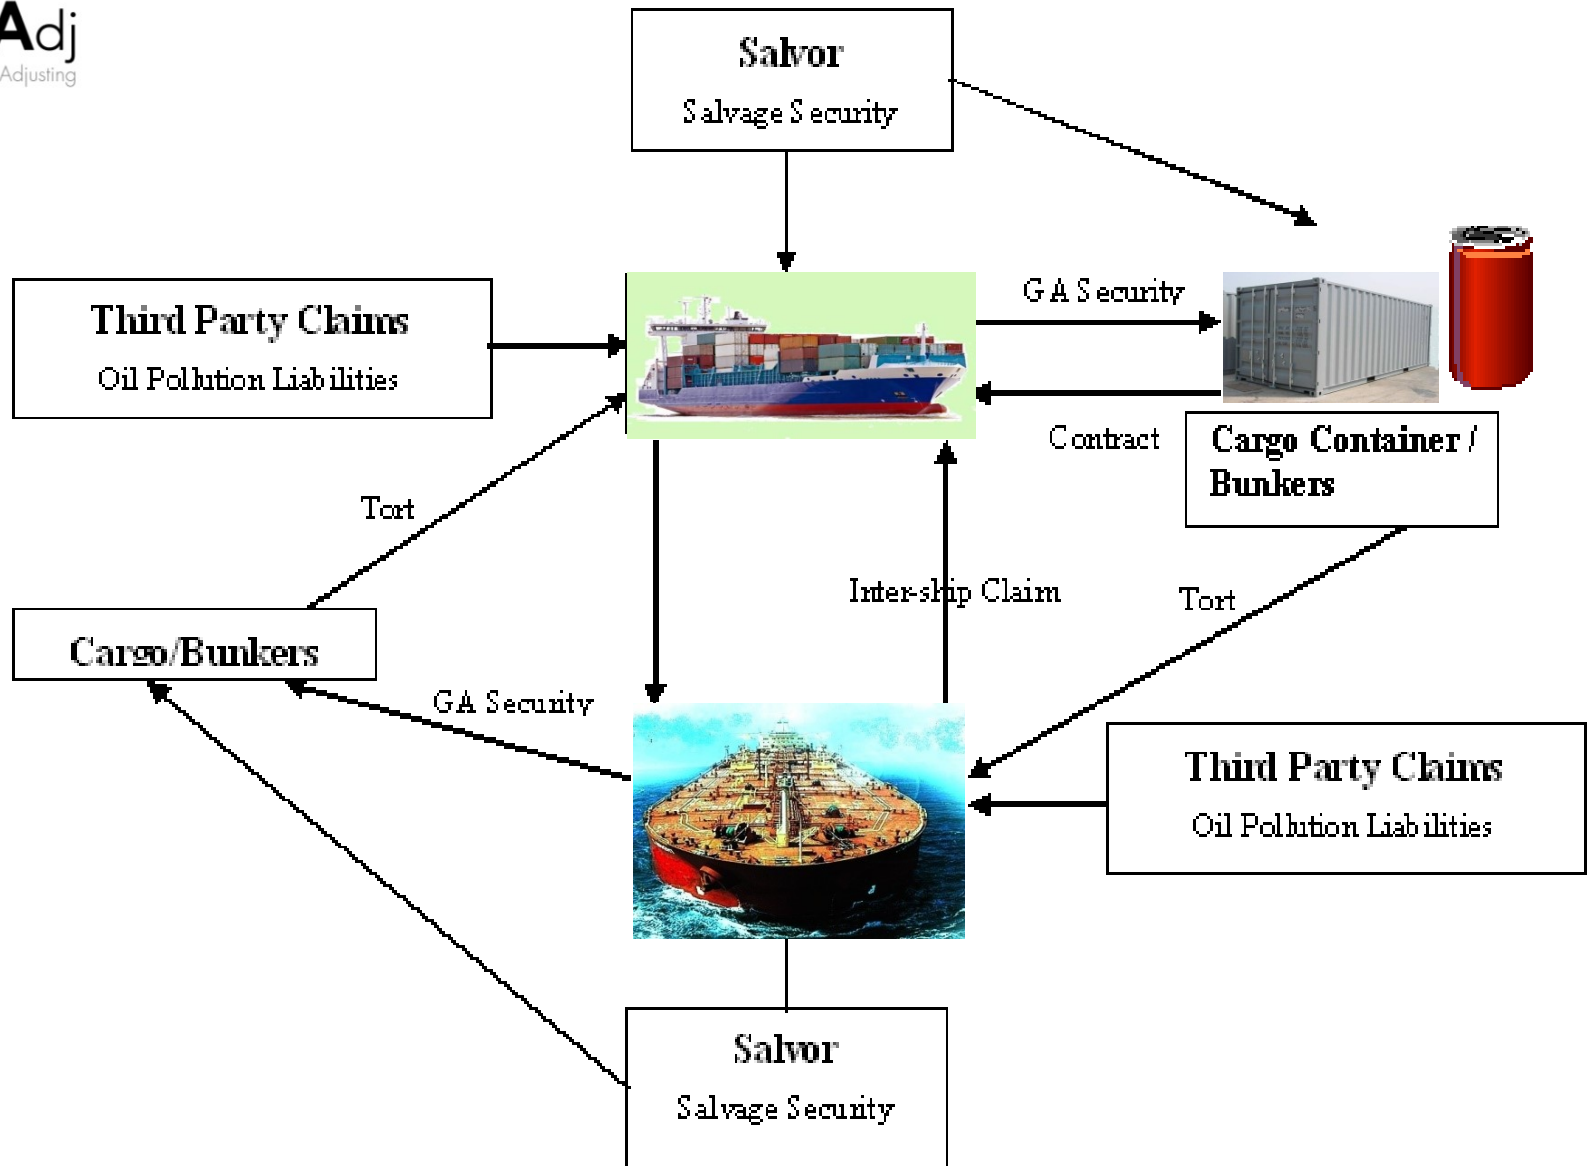 Adj
Adjusting
Salvor
Salvage Security
Third Party Claims
Oil Pollution Liabilities
GA Security
Contract
Cargo Container /
Bunkers
Tort
Inter-ship Claim
Tort
Cargo/Bunkers
GA Security
Third Party Claims
Oil Pollution Liabilities
Salvor
Salvage Security